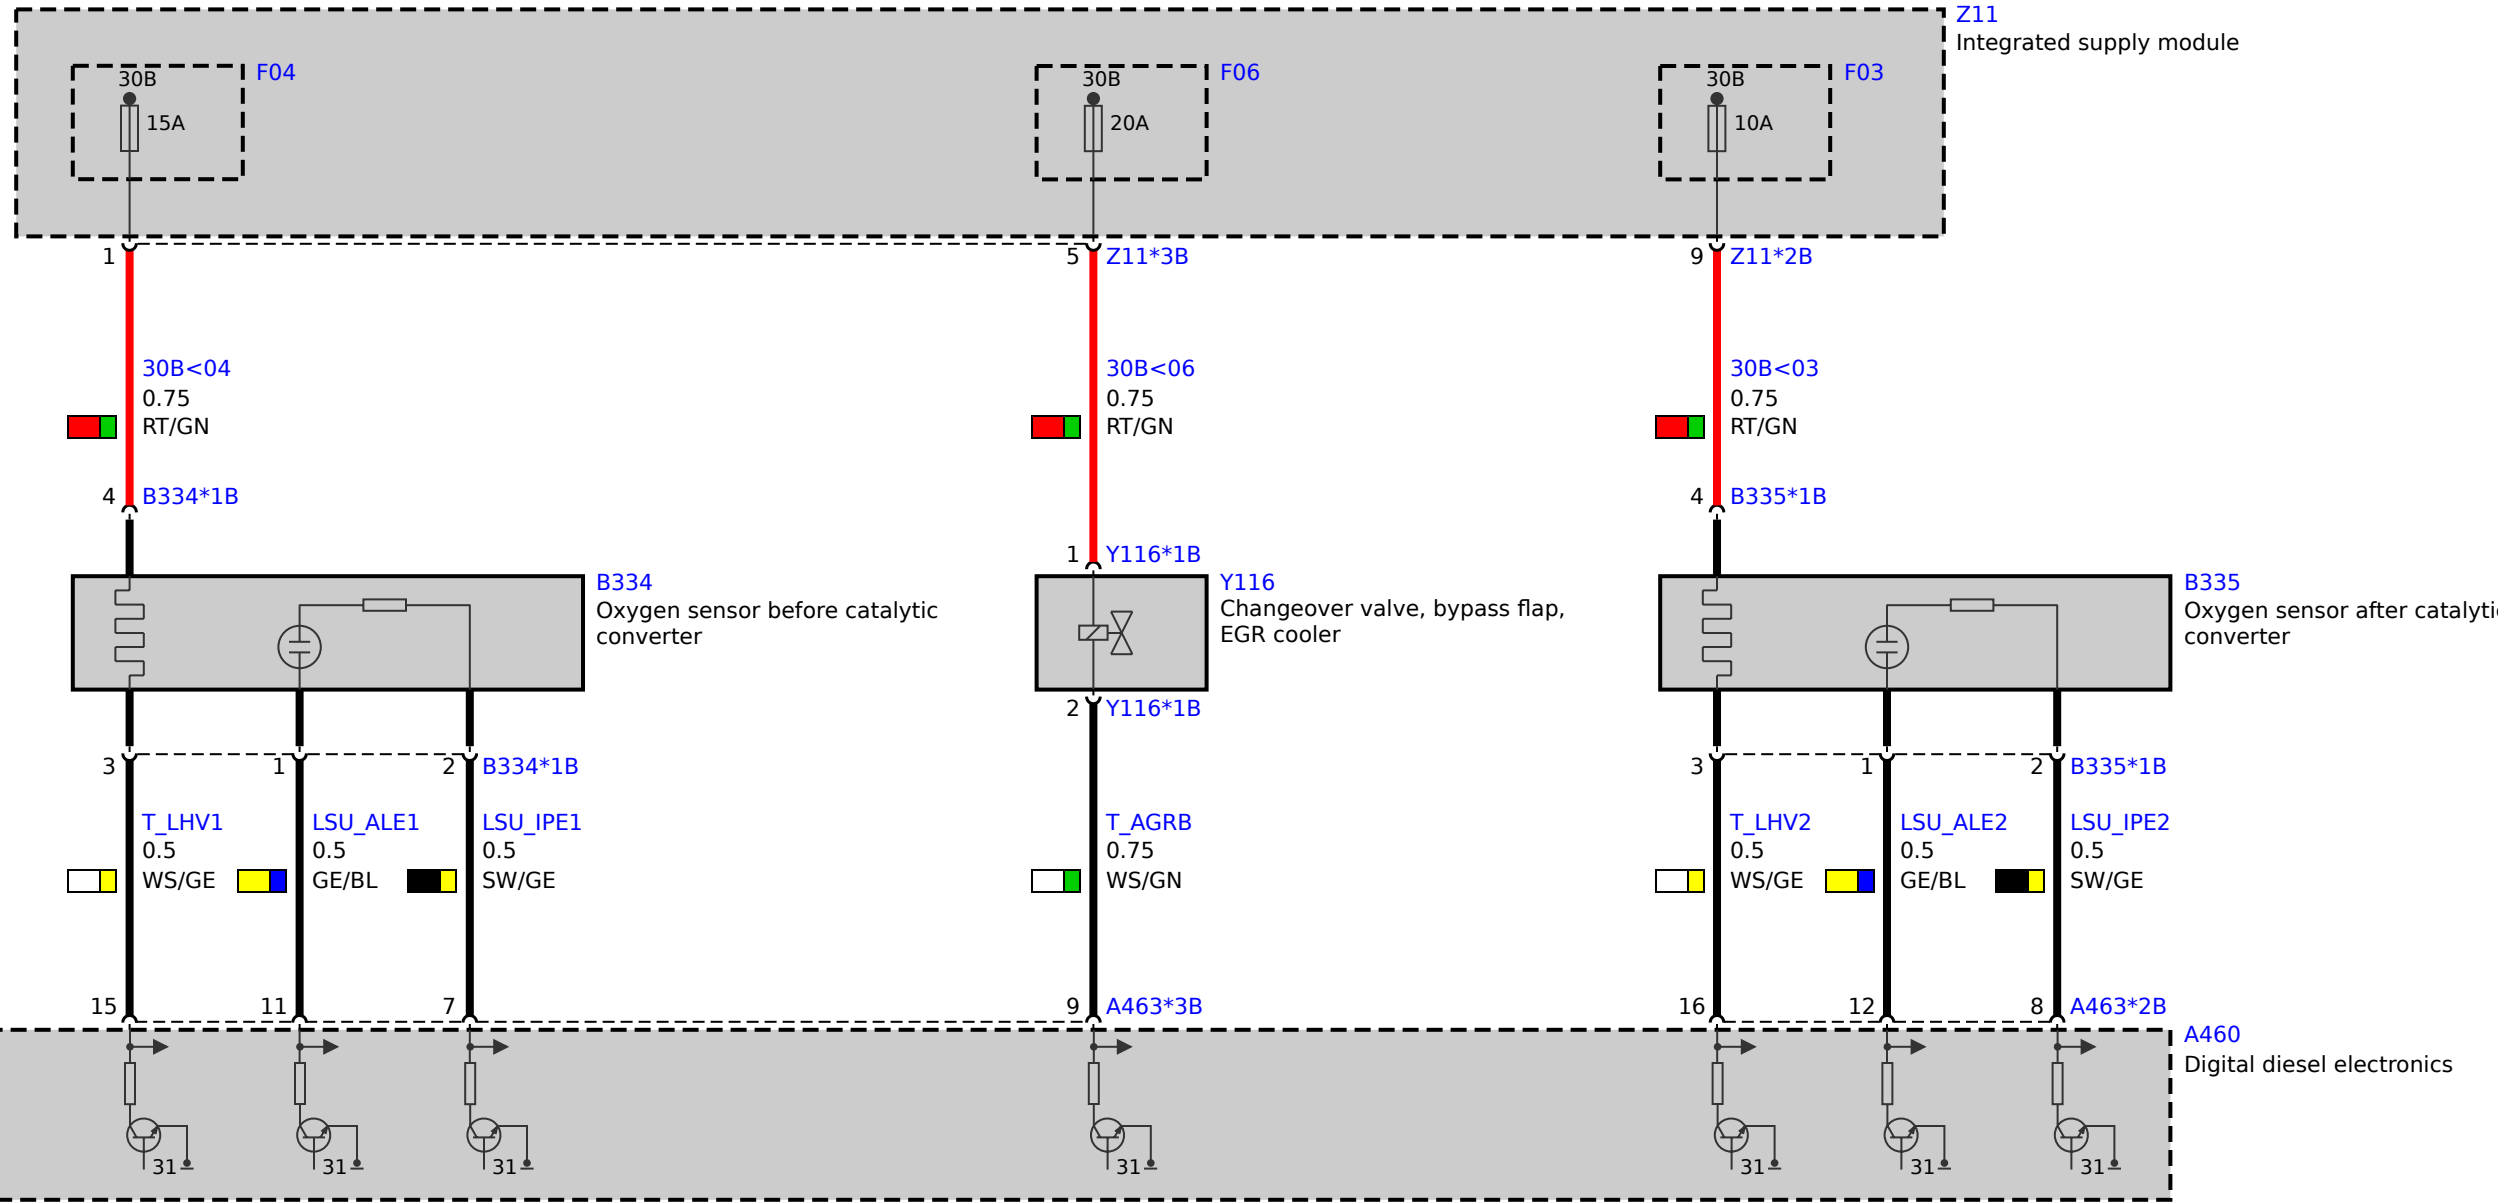 Z11
Integrated supply module
30B
F04
15A
30B
F06
20A
30B
F03
10A
1
5
Z11*3B
9
Z11*2B
30B<04
0.75
RT/GN
30B<06
0.75
RT/GN
30B<03
0.75
RT/GN
4
B334*1B
4
B335*1B
1
Y116*1B
B334
Oxygen sensor before catalytic
converter
Y116
Changeover valve, bypass flap,
EGR cooler
B335
Oxygen sensor after catalytic
converter
2
Y116*1B
3
1
2
B334*1B
3
1
2
B335*1B
T_LHV1
0.5
WS/GE
LSU_ALE1
0.5
GE/BL
LSU_IPE1
0.5
SW/GE
T_AGRB
0.75
WS/GN
T_LHV2
0.5
WS/GE
LSU_ALE2
0.5
GE/BL
LSU_IPE2
0.5
SW/GE
15
11
7
9
A463*3B
16
12
8
A463*2B
A460
Digital diesel electronics
31
31
31
31
31
31
31